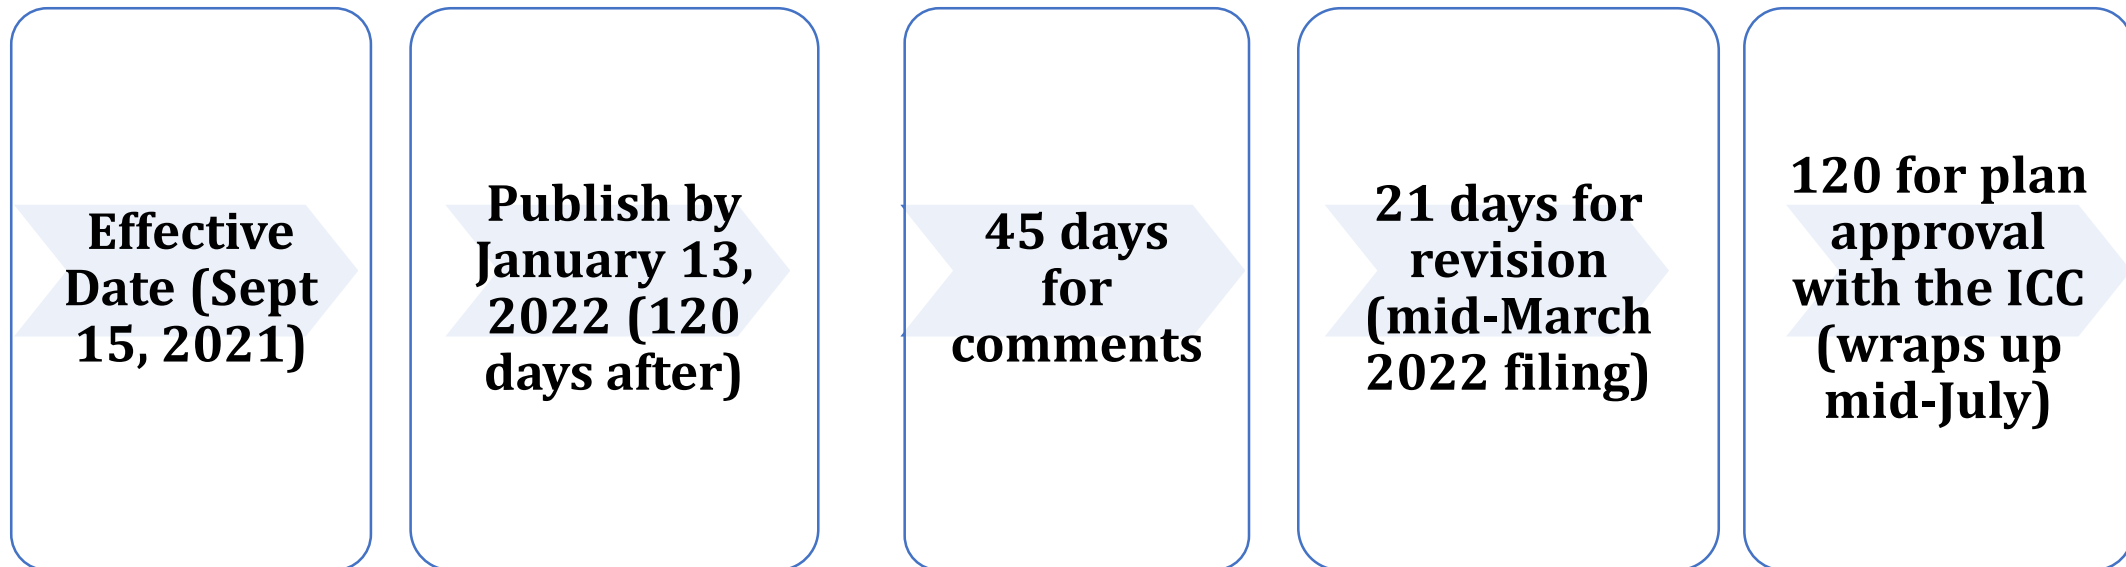 Effective
Date (Sept
15, 2021)
Publish by
January 13,
2022 (120
days after)
45 days
for
comments
21 days for
revision
(mid-March
2022 filing)
120 for plan
approval
with the ICC
(wraps up
mid-July)